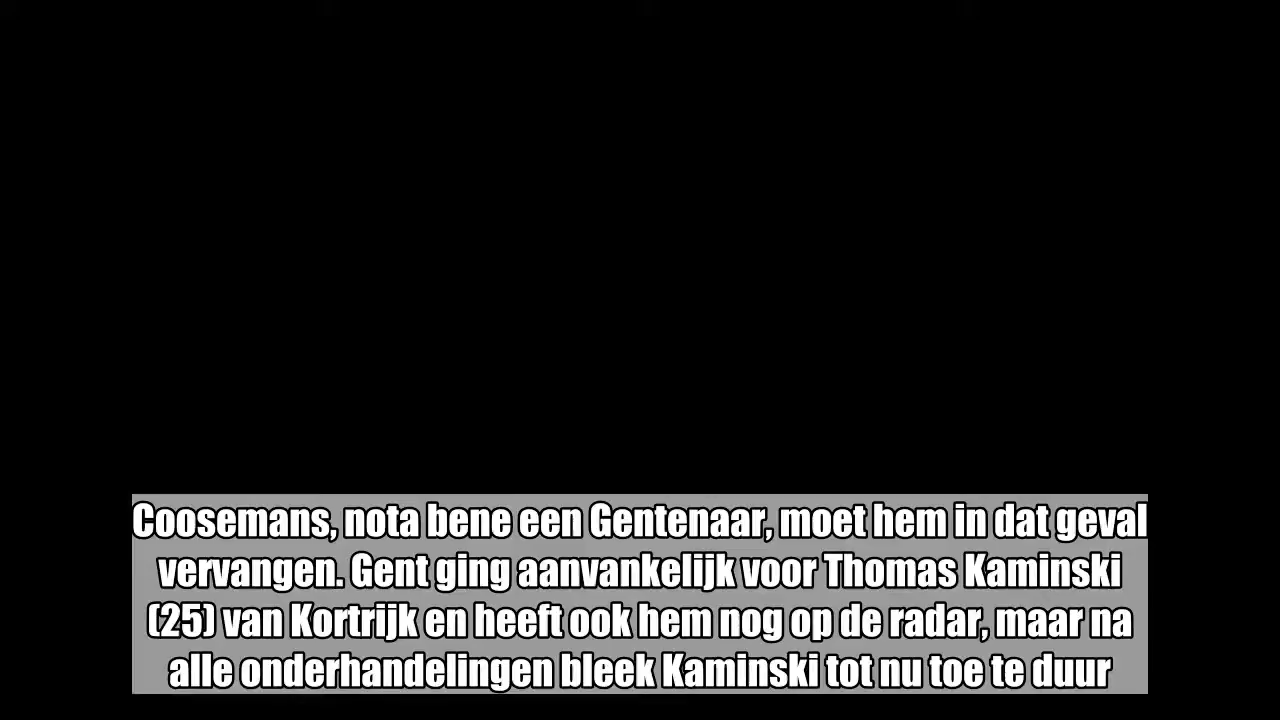 Coosemans, nota bene een Gentenaar, moet hem in dat geval
vervangen. Gent ging aanvankelijk voor Thomas Kaminski
(25) van Kortrijk en heeft ook hem nog op de radar, maar na
alle onderhandelingen bleek Kaminski tot nu toe te duur